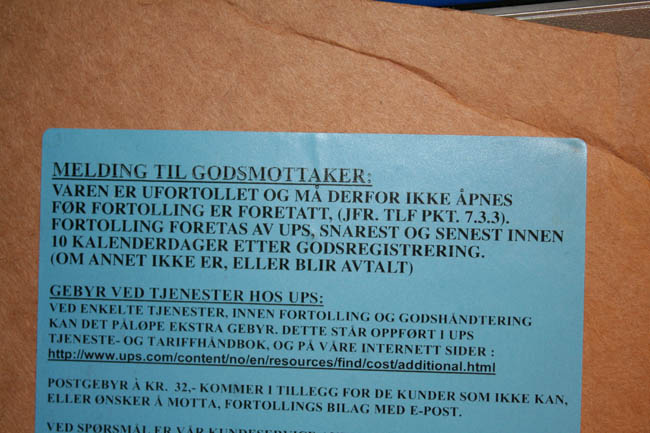 MELDING TIL GODSMOTTAKER:
VAREN ER UFORTOLLET OG MÅ DERFOR IKKE ÅPNES
FØR FORTOLLING ER FORETATT, (JFR. TLF PKT. 7.3.3).
FORTOLLING FORETAS AV UPS, SNAREST OG SENEST INNEN
10 KALENDERDAGER ETTER GODSREGISTRERING.
(OM ANNET IKKE ER, ELLER BLIR AVTALT)
GEBYR VED TJENESTER HOS UPS:
VED ENKELTE TJENESTER, INNEN FORTOLLING OG GODSHÅNDTERING
KAN DET PÅLØPE EKSTRA GEBYR. DETTE STÅR OPPFØRT I UPS
TJENESTE- OG TARIFFHÅNDBOK, OG PÅ VÅRE INTERNETT SIDER :
http://www.ups.com/content/no/en/resources/find/cost/additional.html
POSTGEBYR Å KR. 32,- KOMMER I TILLEGG FOR DE KUNDER SOM IKKE KAN,
ELLER ØNSKER Å MOTTA, FORTOLLINGS BILAG MED E-POST.
VED SPØRSMÅL ER VÅR KUNDESERVICE